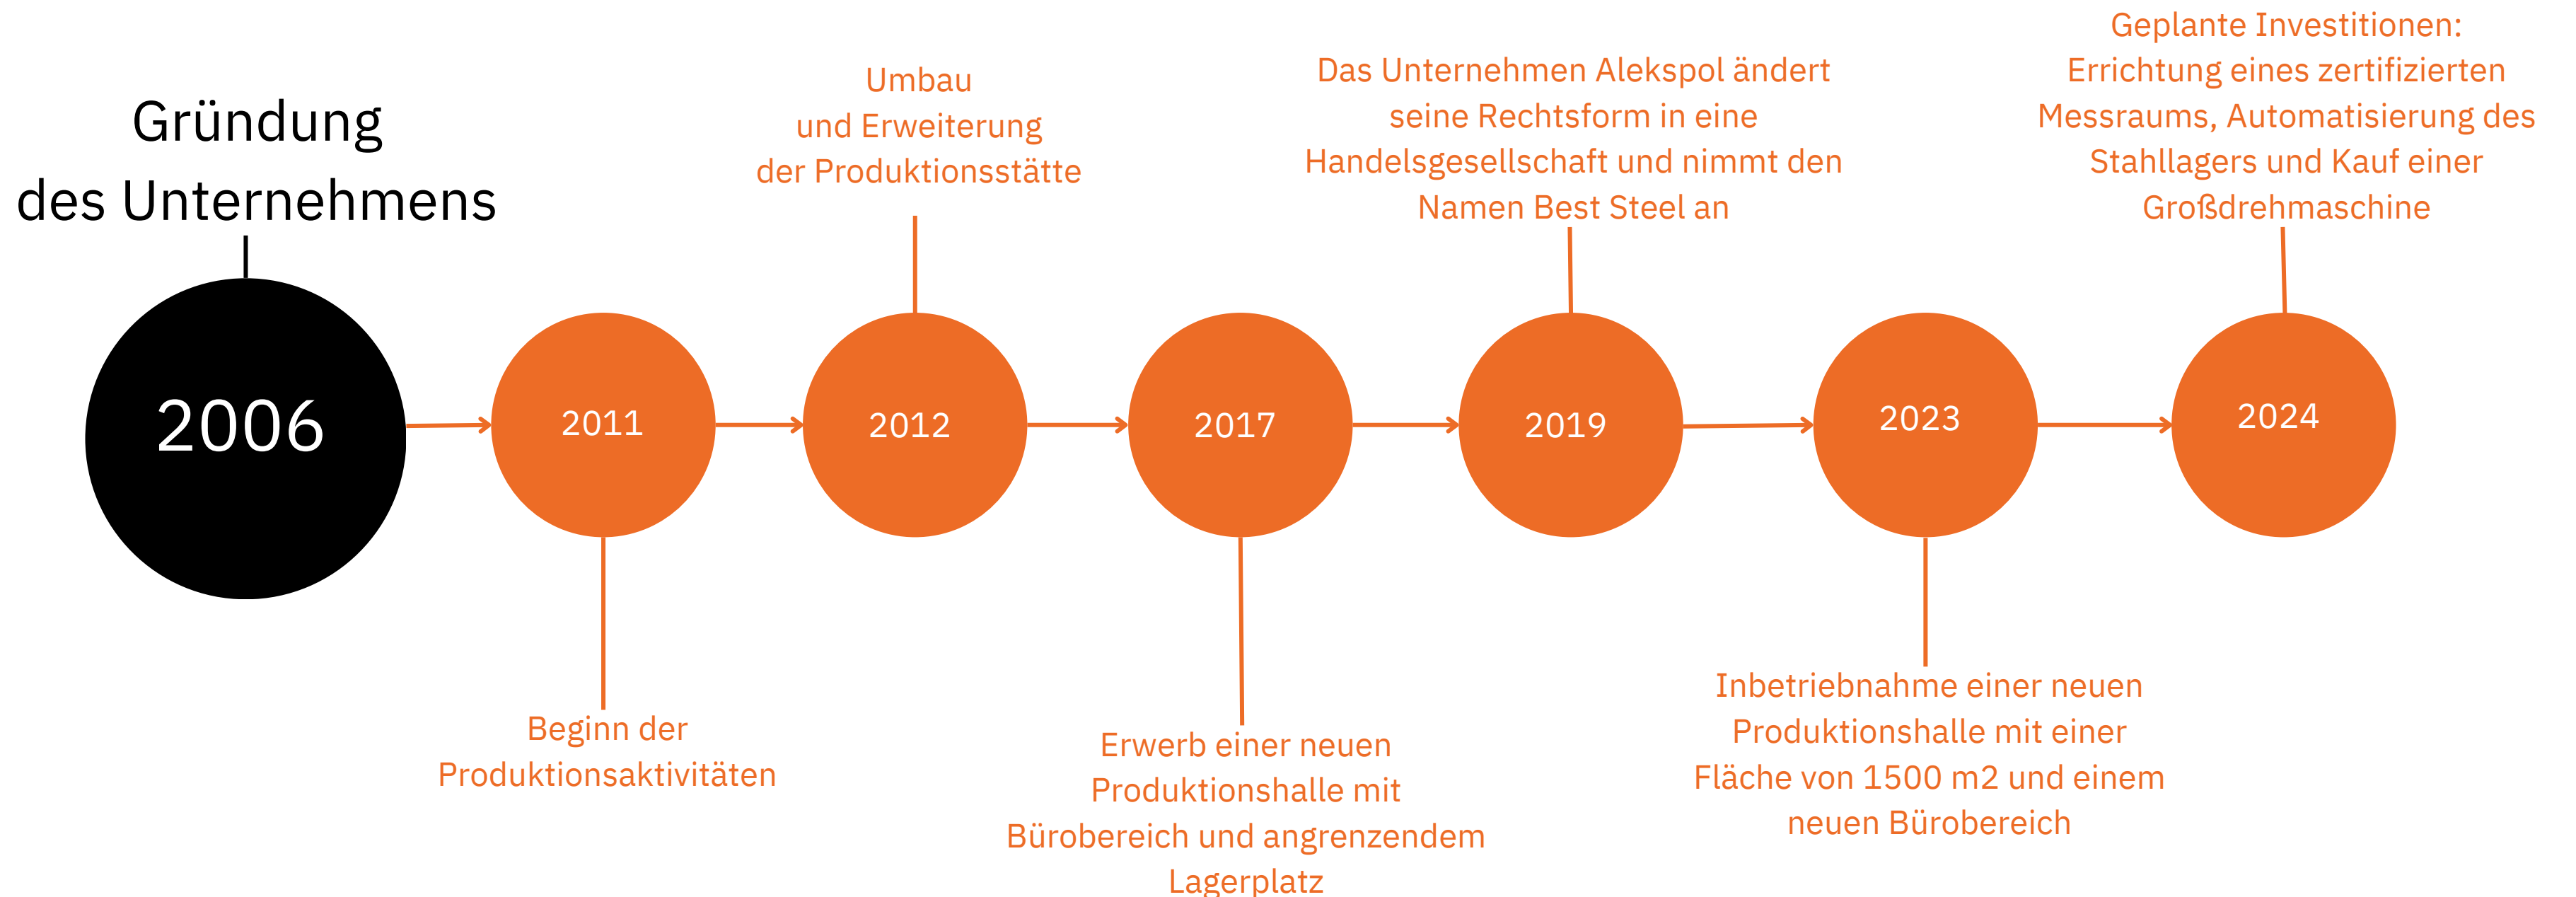 Gründung
des Unternehmens
2006
2011
Beginn der
Produktionsaktivitäten
Umbau
und Erweiterung
der Produktionsstätte
2012
2017
Erwerb einer neuen
Produktionshalle mit
Bürobereich und angrenzendem
Lagerplatz
Das Unternehmen Alekspol ändert
seine Rechtsform in eine
Handelsgesellschaft und nimmt den
Namen Best Steel an
2019
2023
Inbetriebnahme einer neuen
Produktionshalle mit einer
Fläche von 1500 m2 und einem
neuen Bürobereich
Geplante Investitionen:
Errichtung eines zertifizierten
Messraums, Automatisierung des
Stahllagers und Kauf einer
Großdrehmaschine
2024